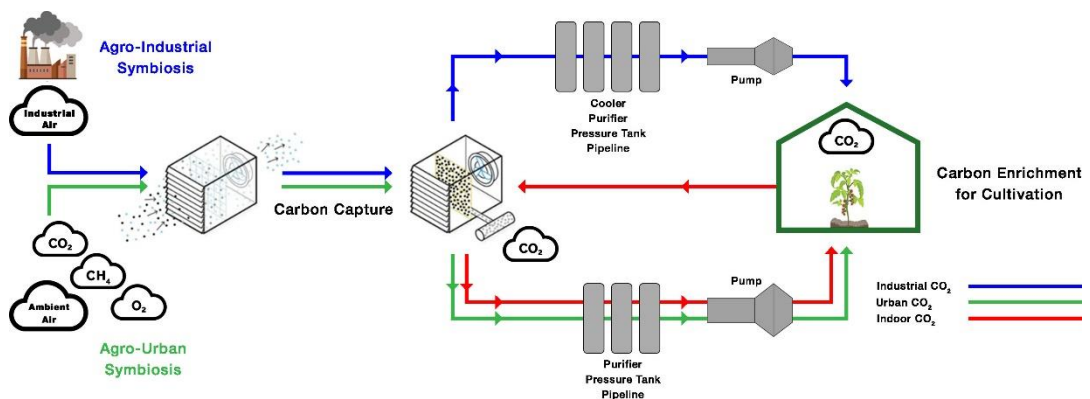 Agro-Industrial
Symbiosis
Industrial
Air
CO₂
CH₄
O₂
Ambient
Air
Agro-Urban
Symbiosis
Carbon Capture
CO₂
Cooler
Purifier
Pressure Tank
Pipeline
Pump
CO₂
Carbon Enrichment
for Cultivation
Pump
Purifier
Pressure Tank
Pipeline
Industrial CO₂
Urban CO₂
Indoor CO₂